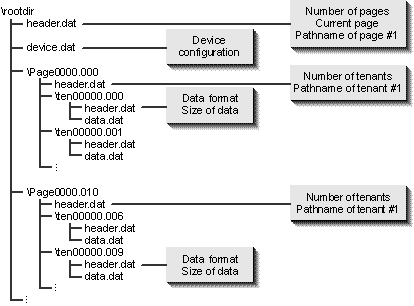 \rootdir
header.dat
Number of pages
Current page
Pathname of page #1
device.dat
Device
configuration
\Page0000.000
header.dat
Number of tenants
Pathname of tenant #1
\ten00000.000
header.dat
data.dat
Data format
Size of data
\ten00000.001
header.dat
data.dat
\Page0000.010
header.dat
Number of tenants
Pathname of tenant #1
\ten00000.006
header.dat
data.dat
\ten00000.009
header.dat
data.dat
Data format
Size of data